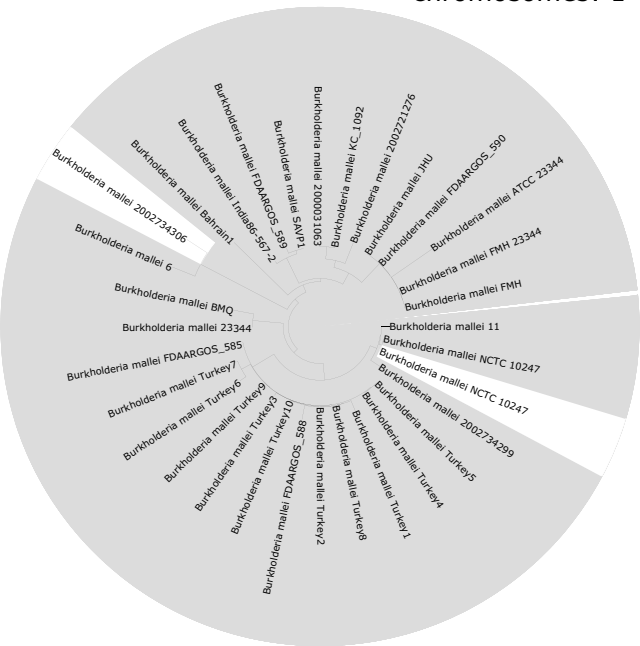 Burkholderia mallei FDAARGOS_589
Burkholderia mallei SAVP1
Burkholderia mallei 2000031063
Burkholderia mallei KC_1092
Burkholderia mallei 2002721276
Burkholderia mallei JHU
Burkholderia mallei FDAARGOS_590
Burkholderia mallei ATCC 23344
Burkholderia mallei FMH 23344
Burkholderia mallei FMH
Burkholderia mallei 11
Burkholderia mallei NCTC 10247
Burkholderia mallei NCTC 10247
Burkholderia mallei 2002734299
Burkholderia mallei Turkey5
Burkholderia mallei Turkey4
Burkholderia mallei Turkey1
Burkholderia mallei Turkey8
Burkholderia mallei Turkey2
Burkholderia mallei FDAARGOS_588
Burkholderia mallei Turkey10
Burkholderia mallei Turkey3
Burkholderia mallei Turkey9
Burkholderia mallei Turkey6
Burkholderia mallei Turkey7
Burkholderia mallei FDAARGOS_585
Burkholderia mallei 23344
Burkholderia mallei BMQ
Burkholderia mallei 6
Burkholderia mallei 2002734306
Burkholderia mallei Bahrain1
Burkholderia mallei India86-567-2